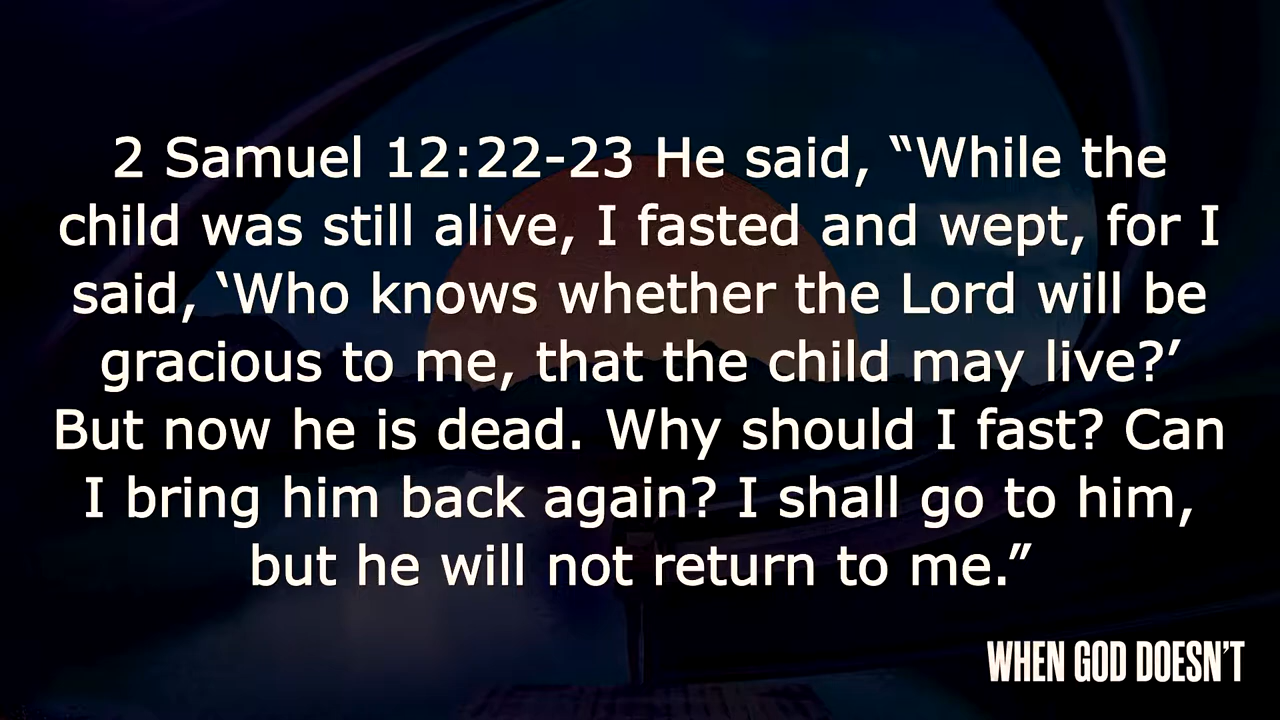 2 Samuel 12:22-23 He said, “While the
child was still alive, I fasted and wept, for I
said, ‘Who knows whether the Lord will be
gracious to me, that the child may live?’
But now he is dead. Why should I fast? Can
I bring him back again? I shall go to him,
but he will not return to me.”
WHEN GOD DOESN’T